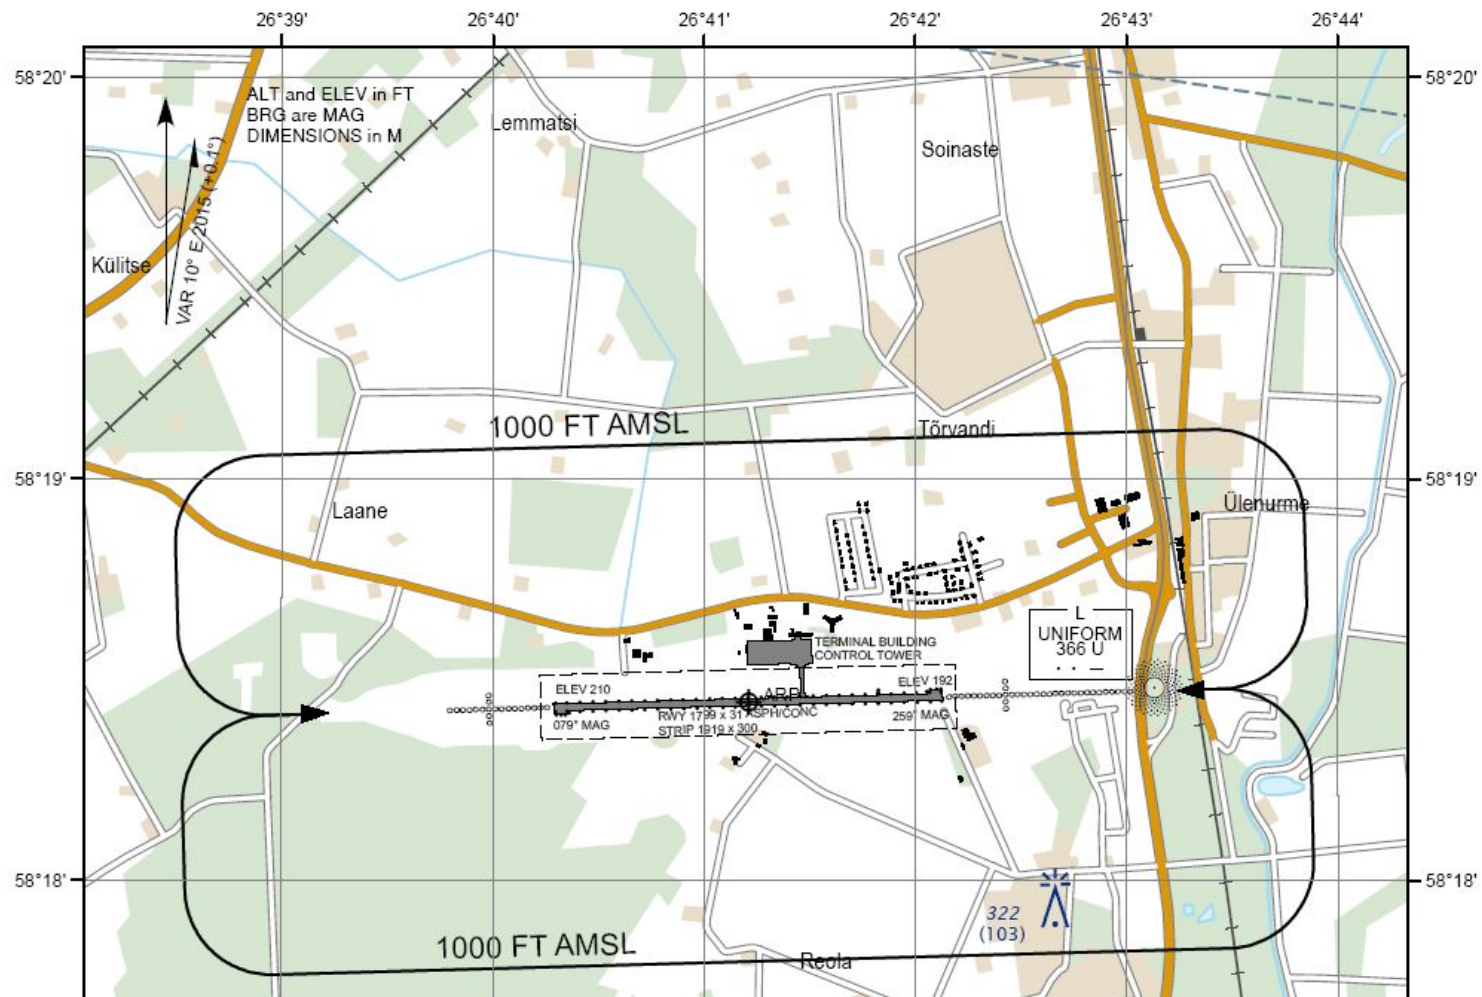 26°39' 26°40' 26°41' 26°42' 26°43' 26°44'
58°20' 58°20'
ALT and ELEV in FT
BRG are MAG
DIMENSIONS in M
VAR 10° E 2015 (+0.1°)
Lemmatsi
Soinaste
Külitse
1000 FT AMSL
Tõrvandi
58°19' 58°19'
Laane
Ülenurme
L
UNIFORM
366 U
. . —
TERMINAL BUILDING
CONTROL TOWER
ELEV 210
ARP
ELEV 192
079° MAG
RWY 1799 x 31 ASPH/CONC
STRIP 1919 x 300
259° MAG
58°18' 58°18'
322
(103)
1000 FT AMSL
Reola